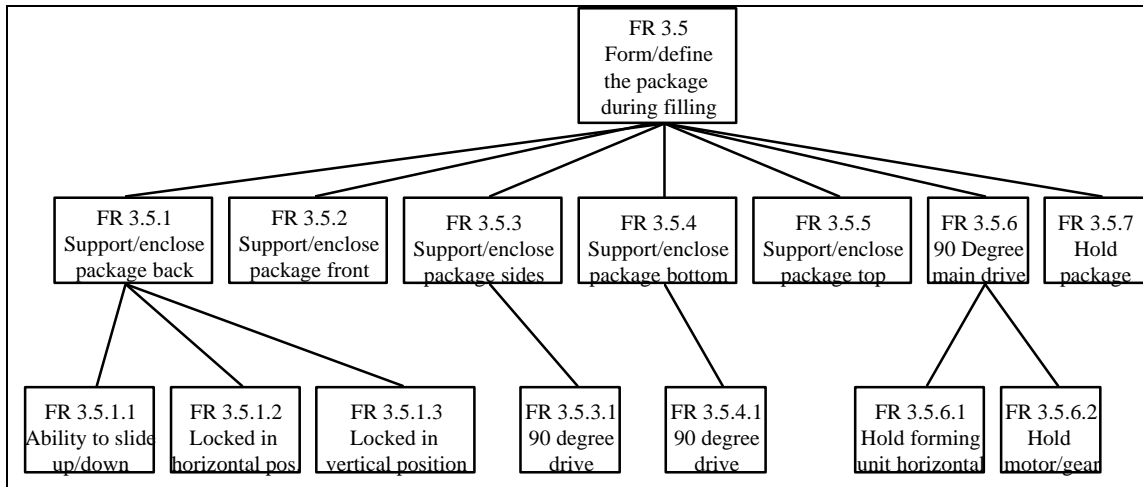 FR 3.5
Form/define
the package
during filling
FR 3.5.1
Support/enclose
package back
FR 3.5.2
Support/enclose
package front
FR 3.5.3
Support/enclose
package sides
FR 3.5.4
Support/enclose
package bottom
FR 3.5.5
Support/enclose
package top
FR 3.5.6
90 Degree
main drive
FR 3.5.7
Hold
package
FR 3.5.1.1
Ability to slide
up/down
FR 3.5.1.2
Locked in
horizontal pos.
FR 3.5.1.3
Locked in
vertical position
FR 3.5.3.1
90 degree
drive
FR 3.5.4.1
90 degree
drive
FR 3.5.6.1
Hold forming
unit horizontal
FR 3.5.6.2
Hold
motor/gear